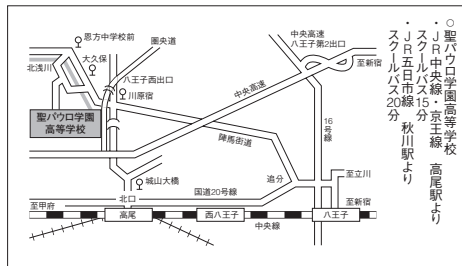 ○聖パウロ学園高等学校
・JR中央線・京王線 高尾駅より
スクールバス15分
・JR五日市線 秋川駅より
スクールバス20分
恩方中学校前
圏央道
中央高速
八王子第2出口
至新宿
大久保
北浅川
八王子西出口
川原宿
中央高速
聖パウロ学園
高等学校
陣馬街道
16号線
城山大橋
追分
至立川
北口
国道20号線
至甲府
至新宿
高尾
西八王子
八王子
中央線